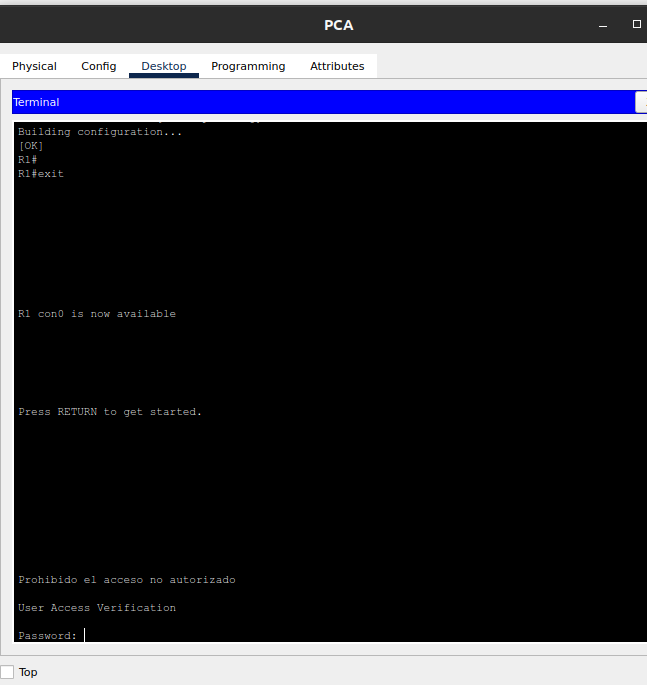 PCA
Physical Config Desktop Programming Attributes
Terminal
Building configuration...
[OK]
R1#
R1#exit
R1 con0 is now available
Press RETURN to get started.
Prohibido el acceso no autorizado
User Access Verification
Password:
Top